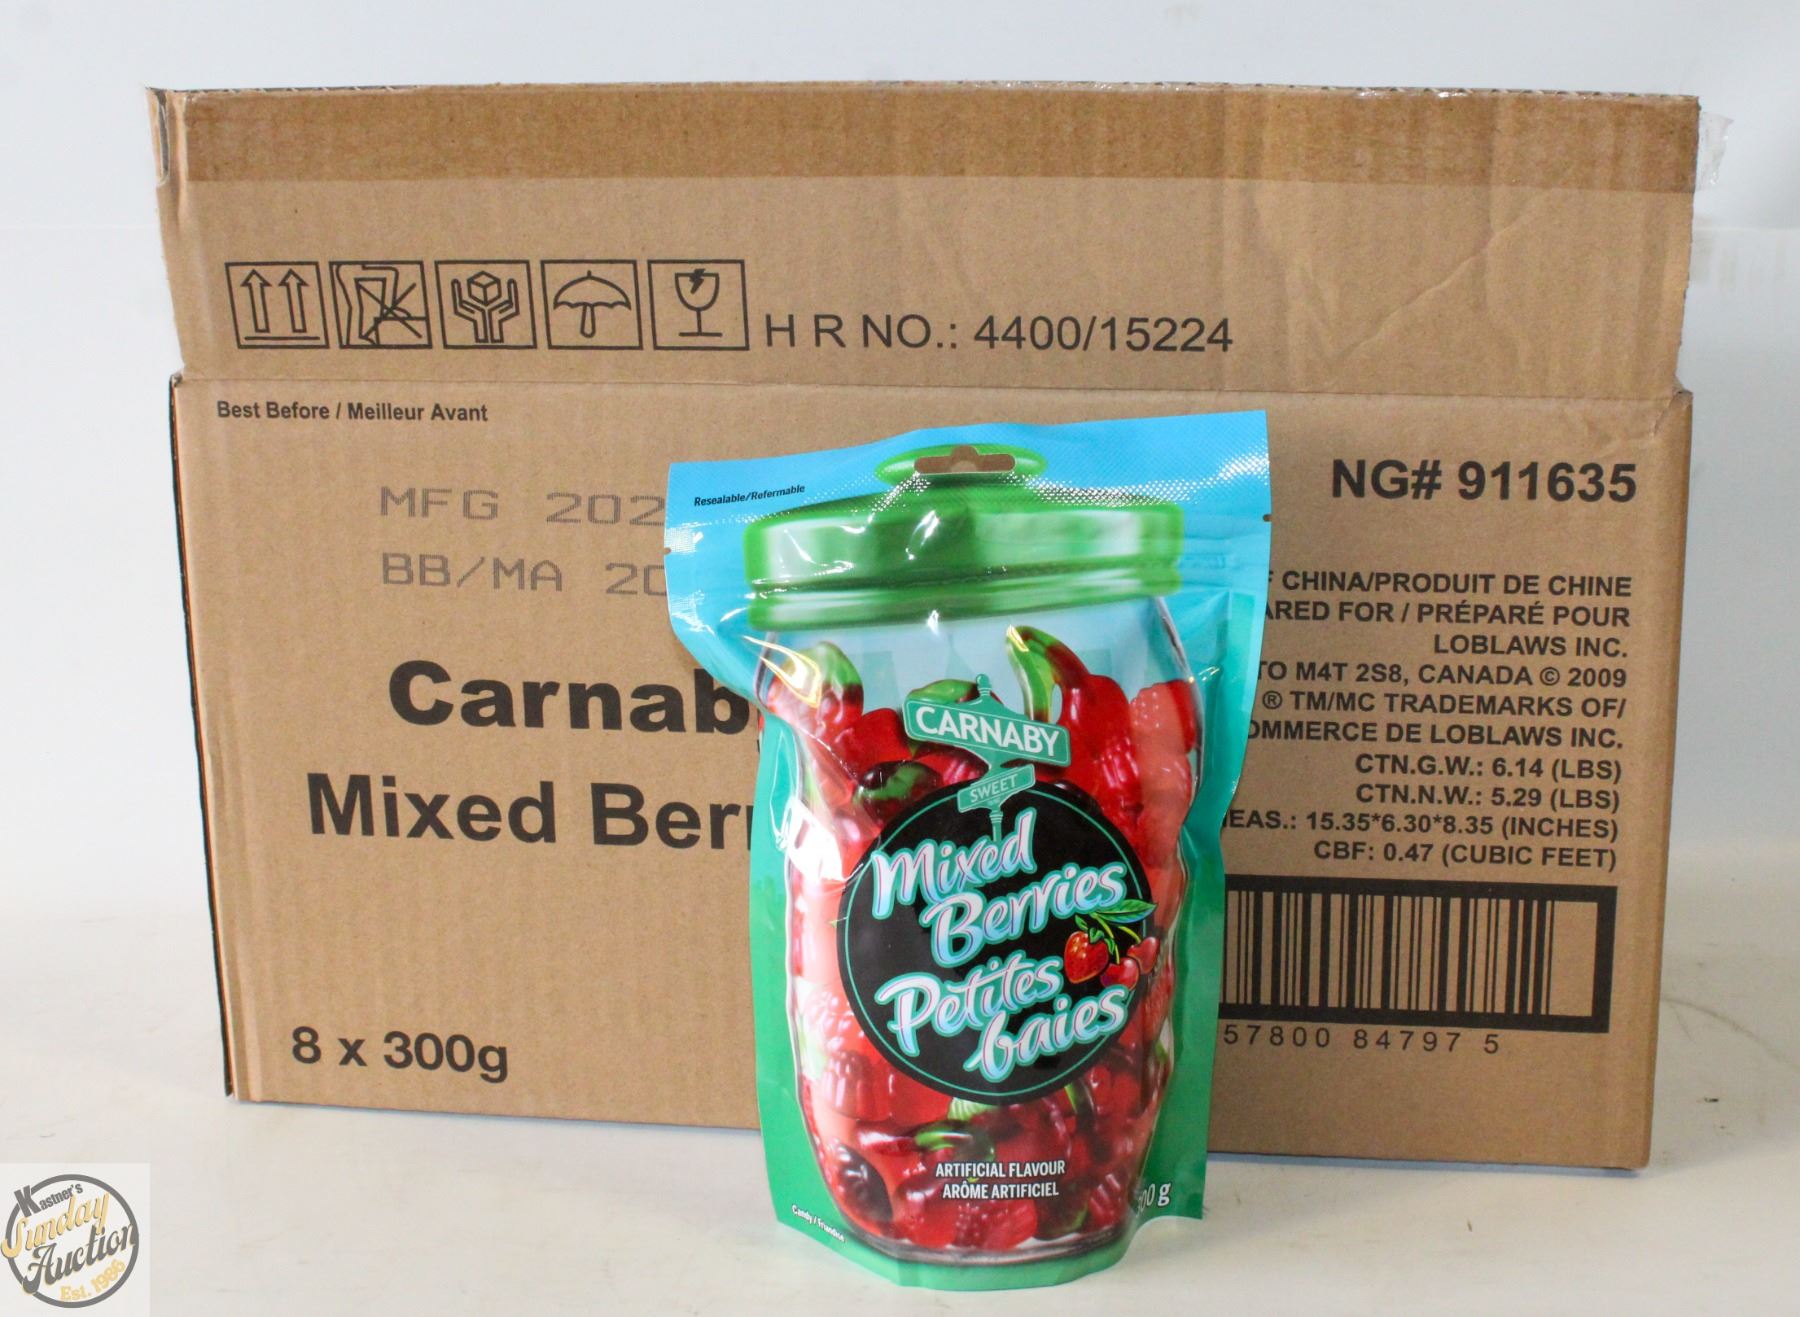 H R NO.: 4400/15224
Best Before / Meilleur Avant
MFG 202
BB/MA 20
Carnab
Mixed Ber
8 x 300g
NG# 911635
CHINA/PRODUIT DE CHINE
ARED FOR / PRÉPARÉ POUR
LOBLAWS INC.
TO M4T 2S8, CANADA © 2009
® TM/MC TRADEMARKS OF/
OMMERCE DE LOBLAWS INC.
CTN.G.W.: 6.14 (LBS)
CTN.N.W.: 5.29 (LBS)
EAS.: 15.35*6.30*8.35 (INCHES)
CBF: 0.47 (CUBIC FEET)
57800 84797 5
Resealable/Refermable
CARNABY
SWEET
Mixed
Berries
Petites
baies
ARTIFICIAL FLAVOUR
ARÔME ARTIFICIEL
Candy / Friandise
00 g
Kastner's
Sunday
Auction
Est. 1986